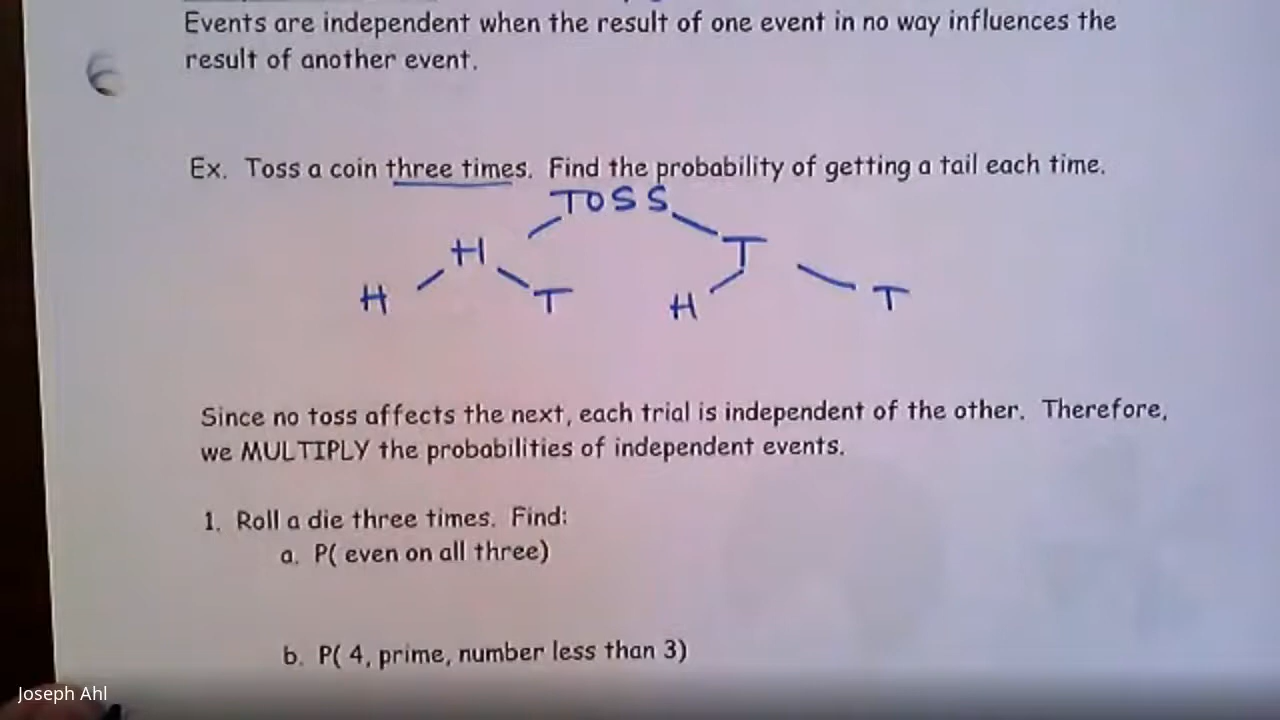 Events are independent when the result of one event in no way influences the
result of another event.
Ex. Toss a coin three times. Find the probability of getting a tail each time.
TOSS
H T
H T H T
Since no toss affects the next, each trial is independent of the other. Therefore,
we MULTIPLY the probabilities of independent events.
1. Roll a die three times. Find:
a. P( even on all three)
b. P( 4, prime, number less than 3)
Joseph Ahl